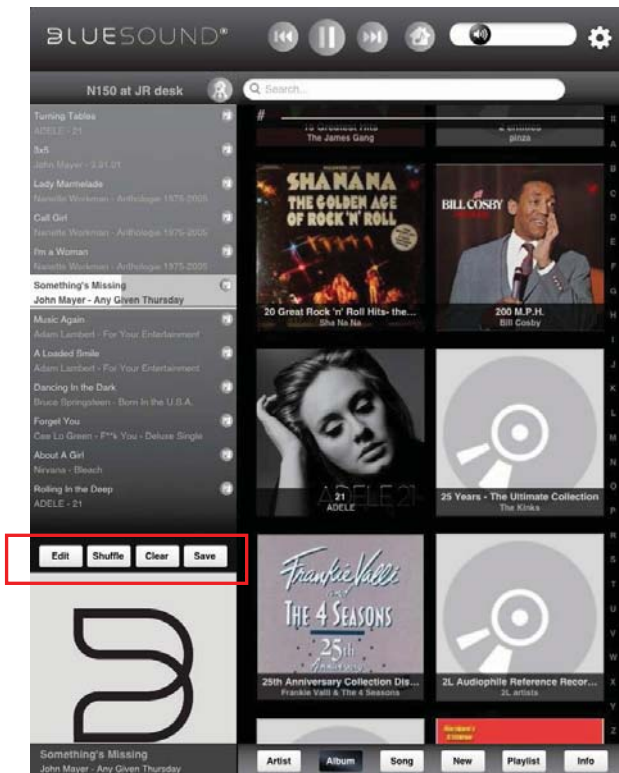 BLUESOUND®
N150 at JR desk
Search...
Turning Tables
ADELE - 21
3x5
John Mayer - 3.01.01
Lady Marmelade
Nanette Workman - Anthologie 1975-2005
Call Girl
Nanette Workman - Anthologie 1975-2005
I'm a Woman
Nanette Workman - Anthologie 1975-2005
Something's Missing
John Mayer - Any Given Thursday
Music Again
Adam Lambert - For Your Entertainment
A Loaded Smile
Adam Lambert - For Your Entertainment
Dancing In the Dark
Bruce Springsteen - Born In the U.S.A.
Forget You
Cee Lo Green - F**k You - Deluxe Single
About A Girl
Nirvana - Bleach
Rolling In the Deep
ADELE - 21
Edit Shuffle Clear Save
Something's Missing
John Mayer - Any Given Thursday
#
Greatest Hits
The James Gang
2 entities
pinza
SHA NA NA
THE GOLDEN AGE
OF ROCK 'N' ROLL
20 Great Rock 'n' Roll Hits- the...
Sha Na Na
BILL COSBY
200 M.P.H.
Bill Cosby
ADELE 21
21
ADELE
25 Years - The Ultimate Collection
The Kinks
Frankie Valli
and
THE 4 SEASONS
25th
Anniversary
25th Anniversary Collection Dis...
Frankie Valli & The 4 Seasons
2L Audiophile Reference Recor...
2L artists
#
A
B
C
D
E
F
G
H
I
J
K
L
M
N
O
P
R
S
T
U
V
W
X
Y
Z
Artist Album Song New Playlist Info